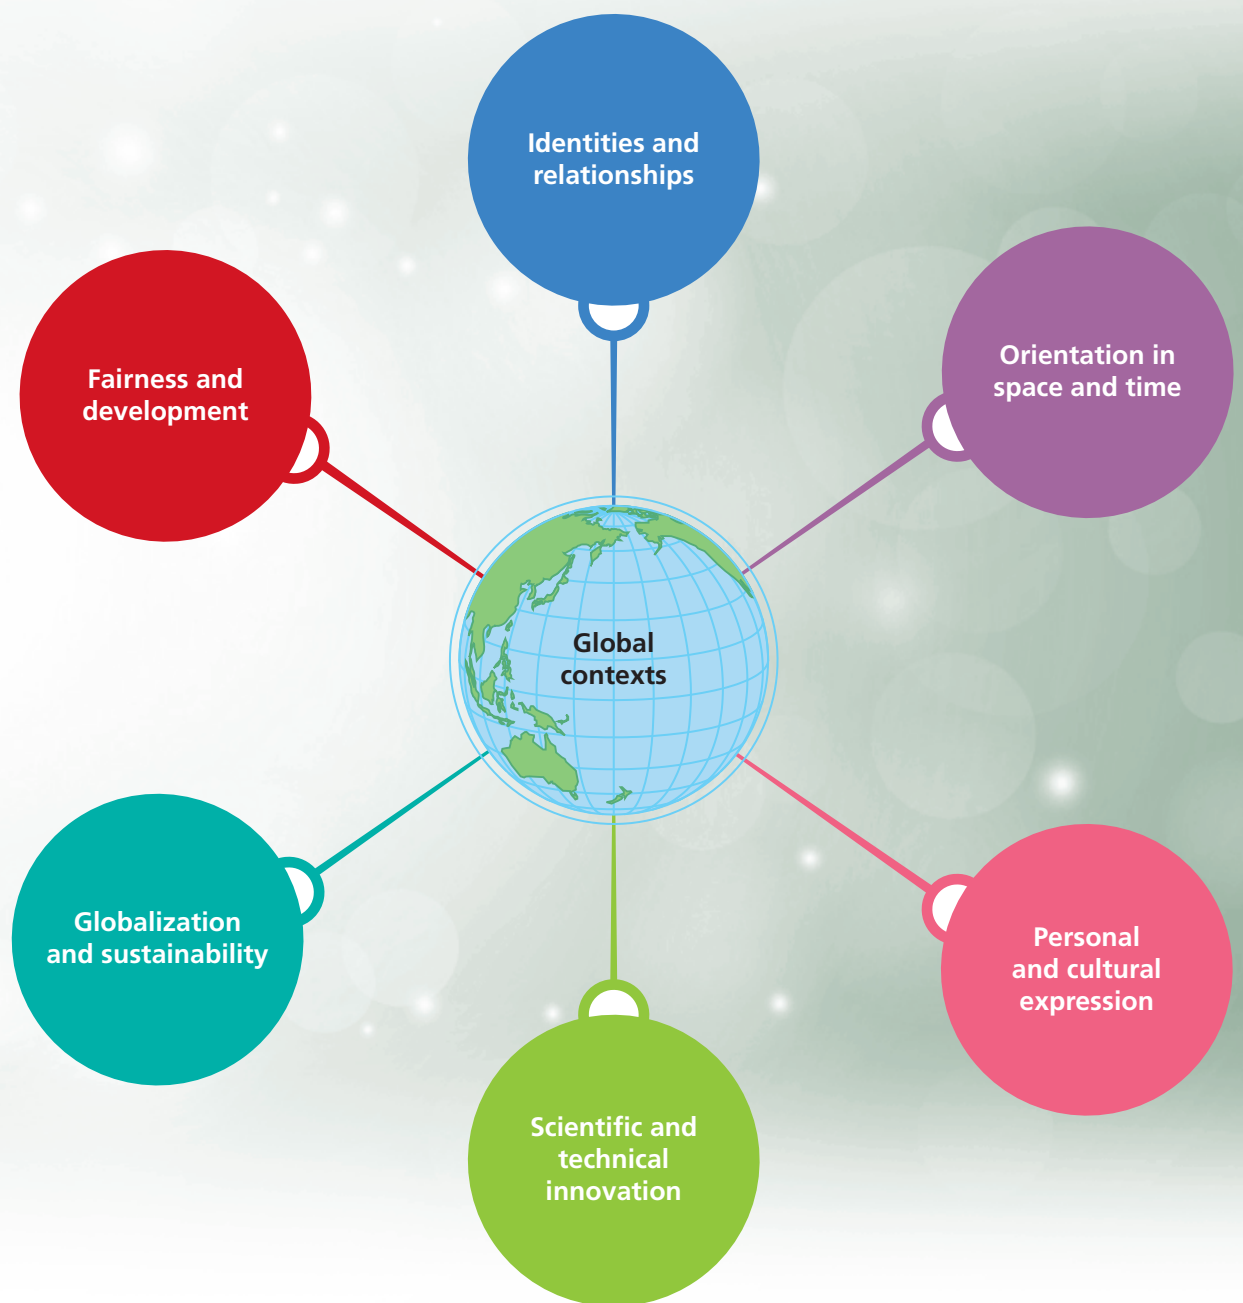 Identities and
relationships
Orientation in
space and time
Fairness and
development
Global
contexts
Globalization
and sustainability
Personal
and cultural
expression
Scientific and
technical
innovation